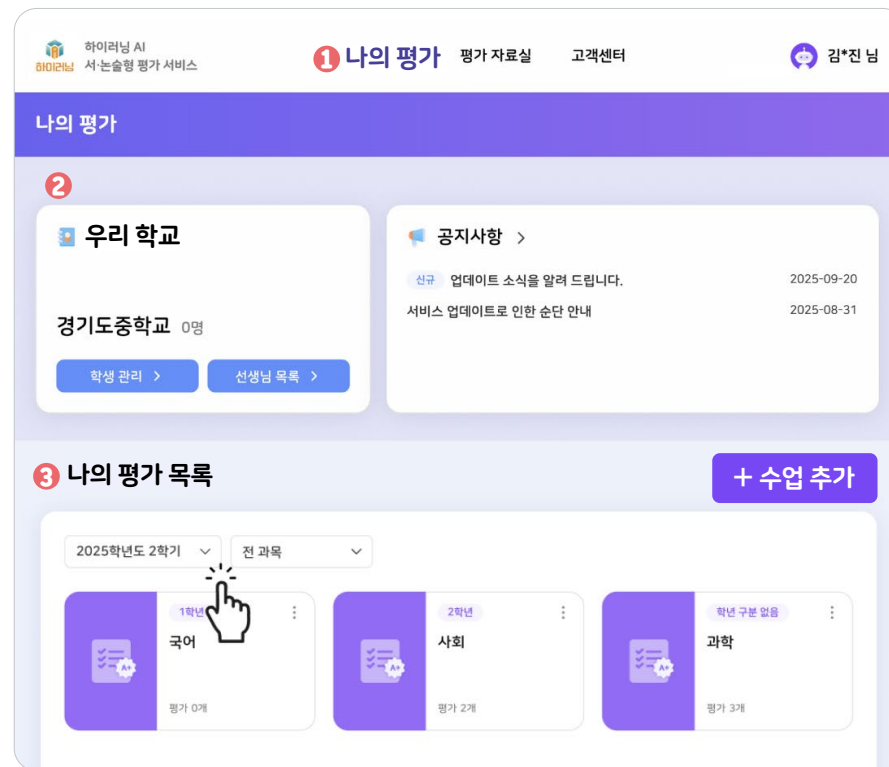 하이러닝
하이러닝 AI
서·논술형 평가 서비스
1 나의 평가 평가 자료실 고객센터
김*진 님
나의 평가
2
우리 학교
경기도중학교 0명
학생 관리 >
선생님 목록 >
공지사항 >
신규 업데이트 소식을 알려 드립니다. 2025-09-20
서비스 업데이트로 인한 순단 안내 2025-08-31
3 나의 평가 목록
+ 수업 추가
2025학년도 2학기
전 과목
1학년
국어
평가 0개
A+
2학년
사회
평가 2개
A+
학년 구분 없음
과학
평가 3개
A+